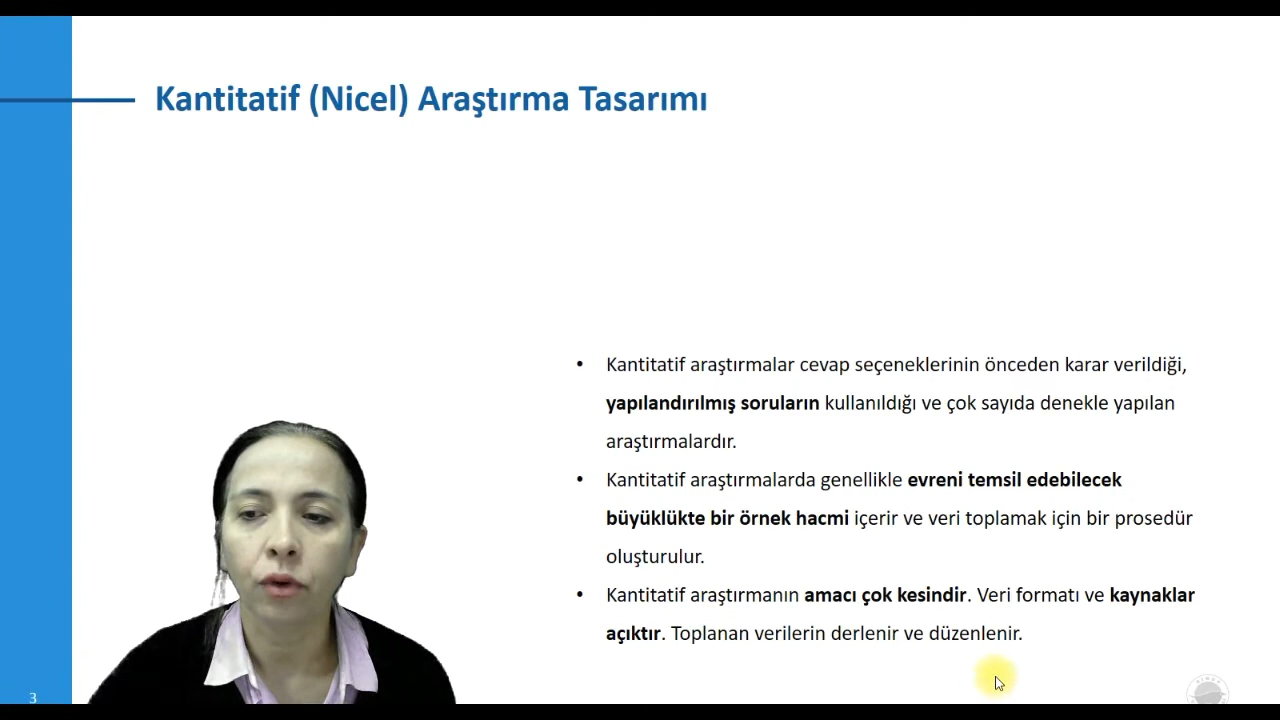 Kantitatif (Nicel) Araştırma Tasarımı
• Kantitatif araştırmalar cevap seçeneklerinin önceden karar verildiği,
yapılandırılmış soruların kullanıldığı ve çok sayıda denekle yapılan
araştırmalardır.
• Kantitatif araştırmalarda genellikle evreni temsil edebilecek
büyüklükte bir örnek hacmi içerir ve veri toplamak için bir prosedür
oluşturulur.
• Kantitatif araştırmanın amacı çok kesindir. Veri formatı ve kaynaklar
açıktır. Toplanan verilerin derlenir ve düzenlenir.
3